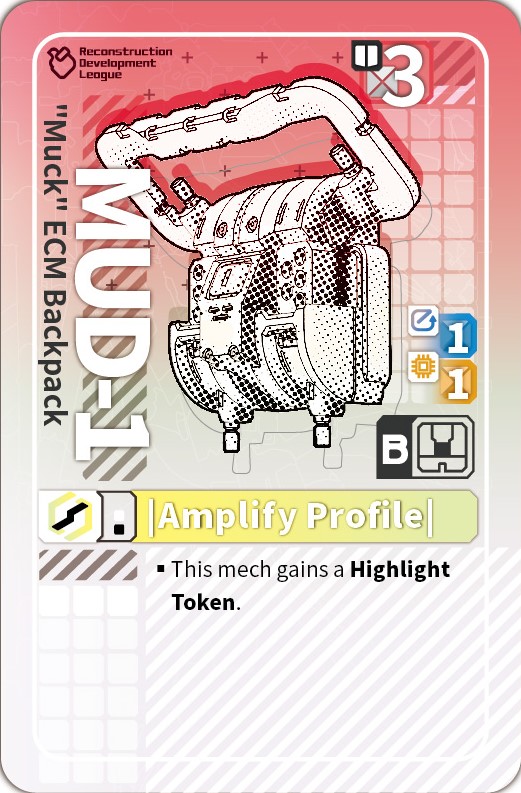 Reconstruction
Development
League
3
"Muck" ECM Backpack
MUD-1
1
1
B
|Amplify Profile|
▪ This mech gains a Highlight
Token.